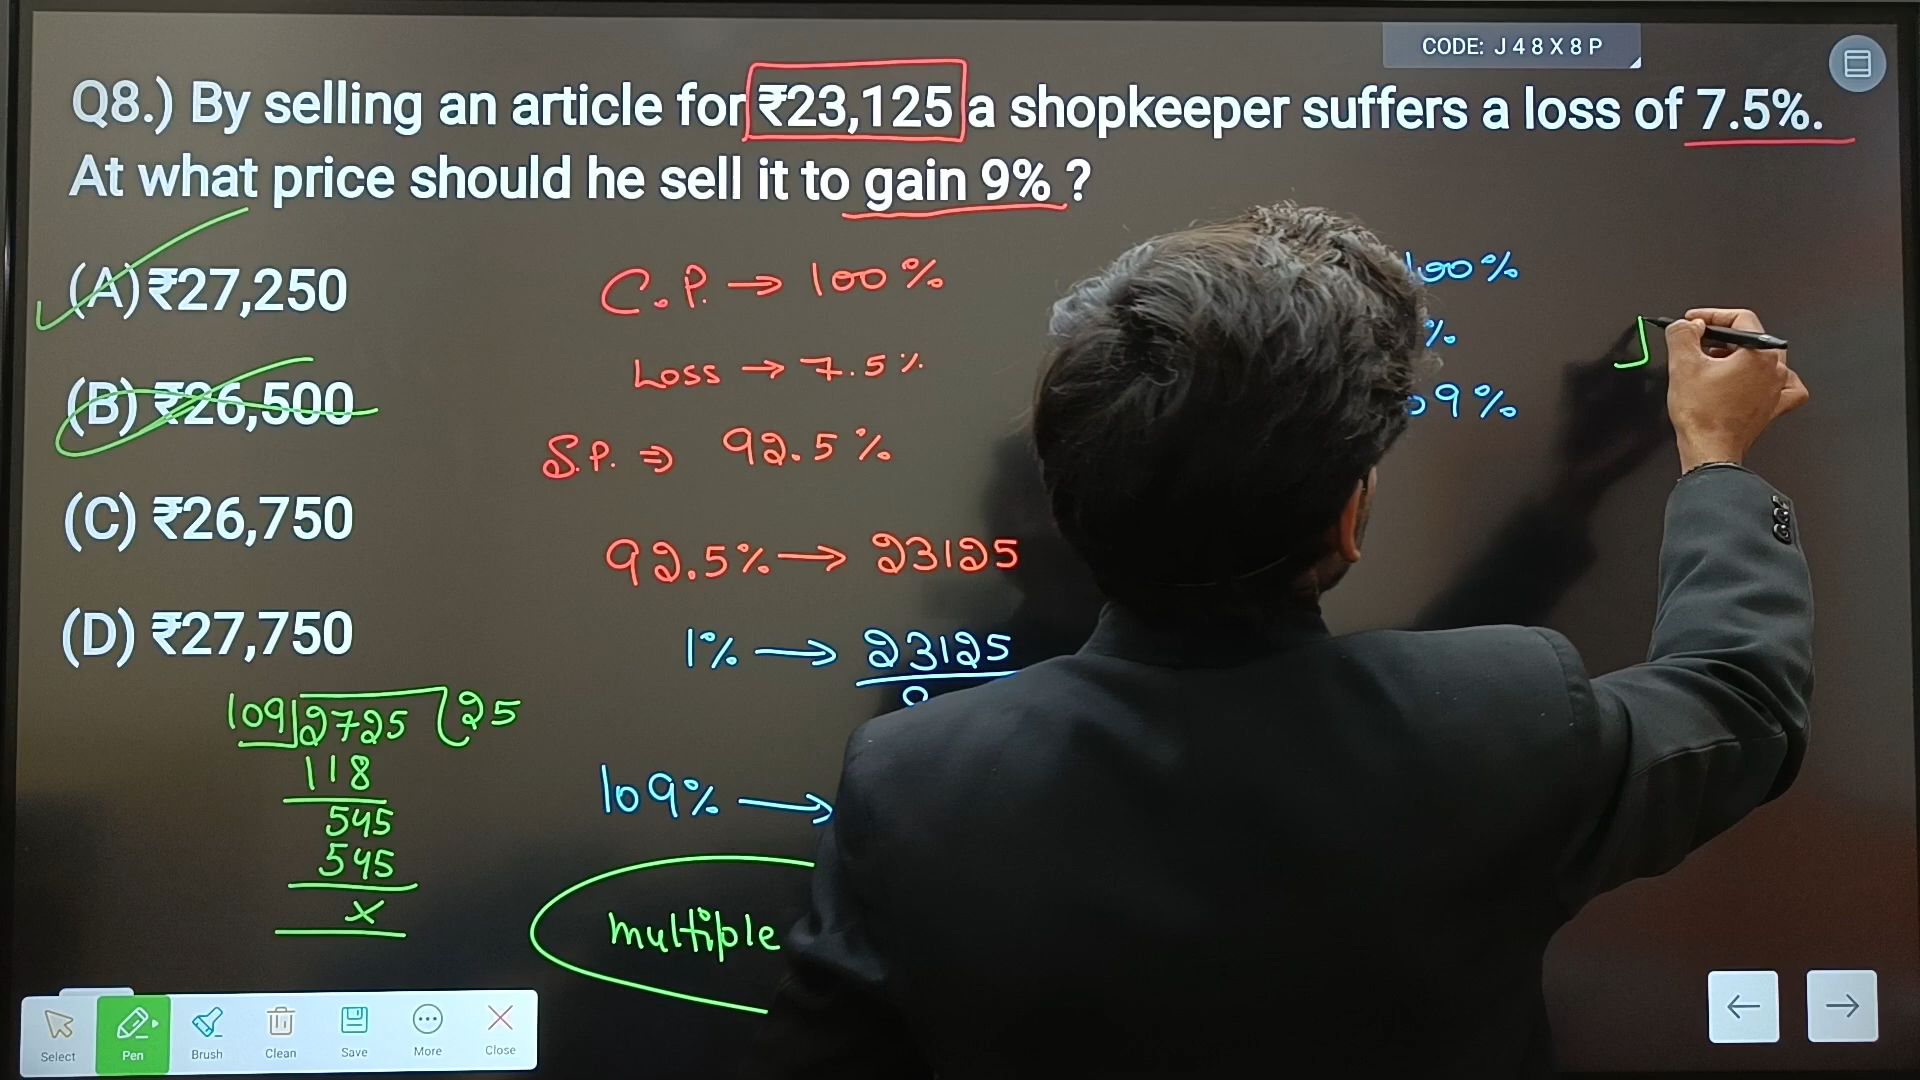 CODE: J48X8P
Q8.) By selling an article for ₹23,125 a shopkeeper suffers a loss of 7.5%.
At what price should he sell it to gain 9% ?
(A) ₹27,250
(B) ₹26,500
(C) ₹26,750
(D) ₹27,750
C.P. → 100%
Loss → 7.5%
S.P. ⇒ 92.5%
92.5% → 23125
1% → 23125
109% →
multiple
100%
%
09%
109 2725 25
118
545
545
x
Select Pen Brush Clean Save More Close